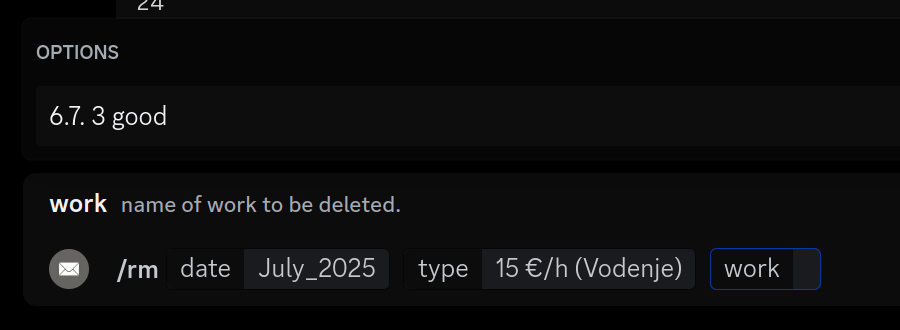 24
OPTIONS
6.7. 3 good
work name of work to be deleted.
/rm date July_2025 type 15 €/h (Vodenje) work